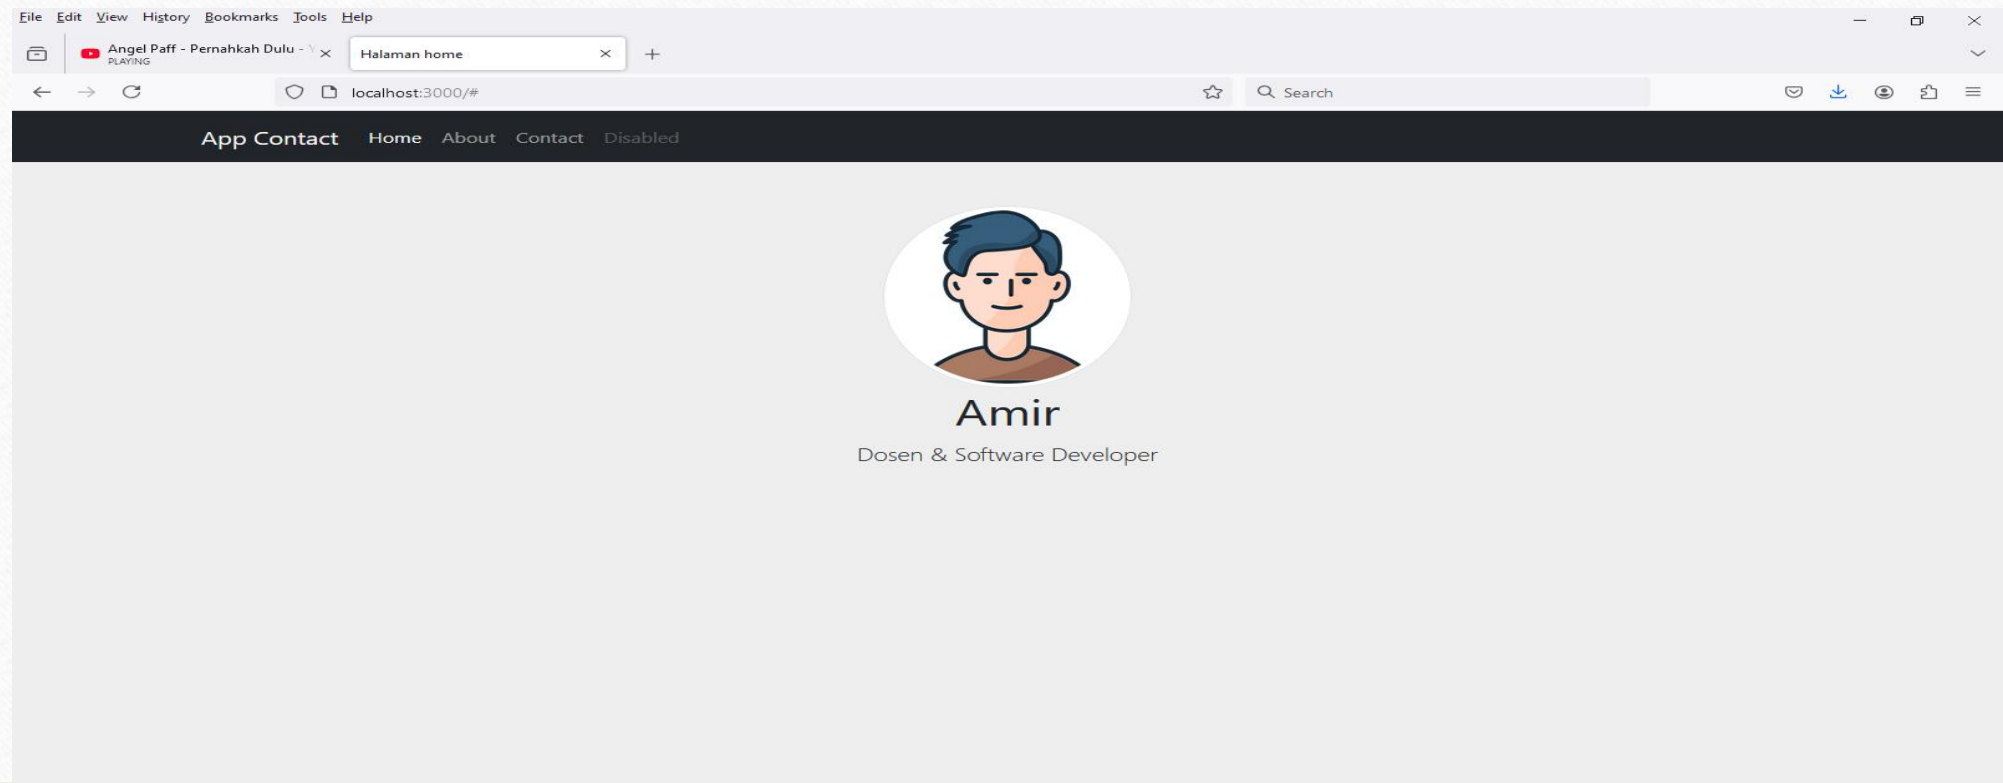 File Edit View History Bookmarks Tools Help
Angel Paff - Pernahkah Dulu -
PLAYING
Halaman home
localhost:3000/#
Search
App Contact Home About Contact Disabled
Amir
Dosen & Software Developer